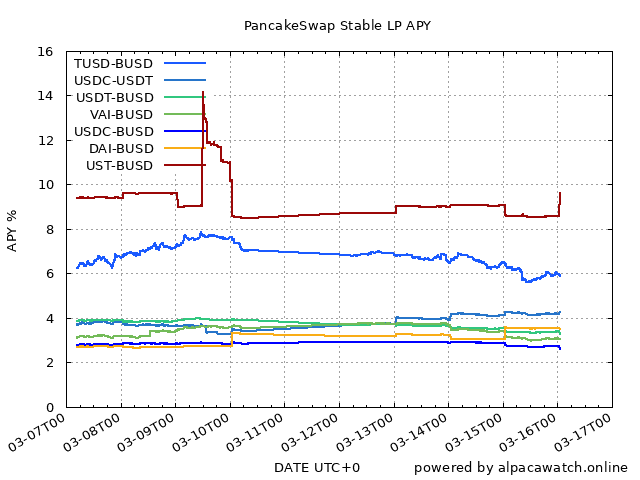 PancakeSwap Stable LP APY
16
14
12
10
8
6
4
2
0
APY %
TUSD-BUSD
USDC-USDT
USDT-BUSD
VAI-BUSD
USDC-BUSD
DAI-BUSD
UST-BUSD
03-07T00
03-08T00
03-09T00
03-10T00
03-11T00
03-12T00
03-13T00
03-14T00
03-15T00
03-16T00
03-17T00
DATE UTC+0
powered by alpacawatch.online